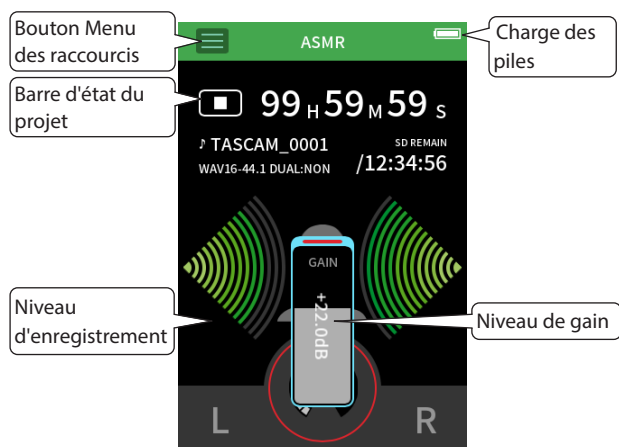 Bouton Menu
des raccourcis
ASMR
Charge des
piles
Barre d'état du
projet
99 H 59 M 59 S
♪ TASCAM_0001
SD REMAIN
WAV16-44.1 DUAL:NON
/12:34:56
GAIN
+22.0dB
Niveau
d'enregistrement
Niveau de gain
L
R